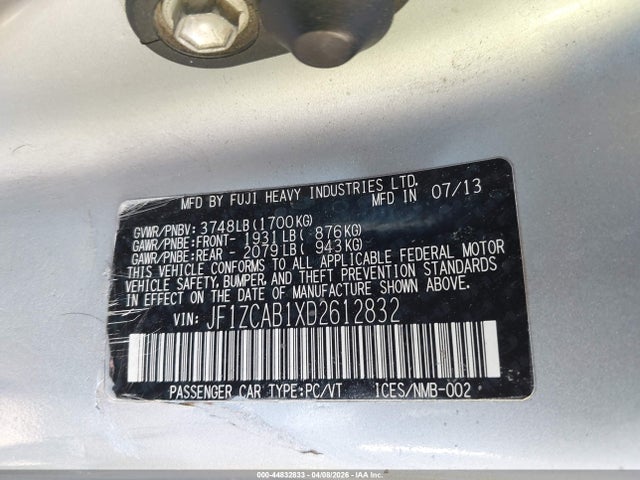 MFD BY FUJI HEAVY INDUSTRIES LTD.
MFD IN 07/13
GVWR/PNBV: 3748LB(1700KG)
GAWR/PNBE:FRONT- 1931LB( 876KG)
GAWR/PNBE:REAR - 2079LB( 943KG)
THIS VEHICLE CONFORMS TO ALL APPLICABLE FEDERAL MOTOR
VEHICLE SAFETY, BUMPER, AND THEFT PREVENTION STANDARDS
IN EFFECT ON THE DATE OF MANUFACTURE SHOWN ABOVE.
VIN: JF1ZCAB1XD2612832
PASSENGER CAR TYPE:PC/VT 1CES/NMB-002
000-44832633 - 04/08/2026 - IAA Corp.